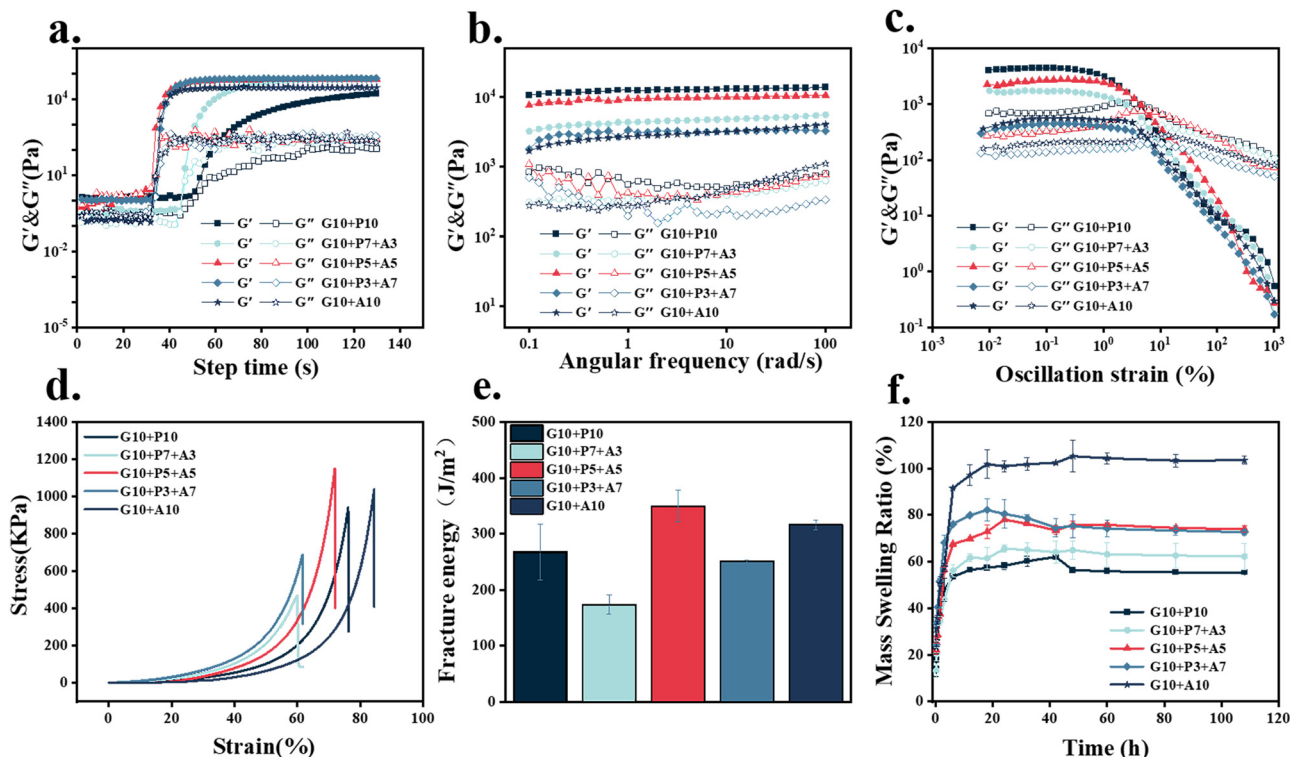 a.
G′&G″(Pa)
10^4
10^1
10^-2
10^-5
0 20 40 60 80 100 120 140
Step time (s)
G′ G″ G10+P10
G′ G″ G10+P7+A3
G′ G″ G10+P5+A5
G′ G″ G10+P3+A7
G′ G″ G10+A10
b.
G′&G″(Pa)
10^4
10^3
10^2
10^1
0.1 1 10 100
Angular frequency (rad/s)
G′ G″ G10+P10
G′ G″ G10+P7+A3
G′ G″ G10+P5+A5
G′ G″ G10+P3+A7
G′ G″ G10+A10
c.
G′&G″(Pa)
10^4
10^3
10^2
10^1
10^0
10^-1
10^-3 10^-2 10^-1 10^0 10^1 10^2 10^3
Oscillation strain (%)
G′ G″ G10+P10
G′ G″ G10+P7+A3
G′ G″ G10+P5+A5
G′ G″ G10+P3+A7
G′ G″ G10+A10
d.
Stress(KPa)
1400
1200
1000
800
600
400
200
0
0 20 40 60 80 100
Strain(%)
G10+P10
G10+P7+A3
G10+P5+A5
G10+P3+A7
G10+A10
e.
Fracture energy（J/m²）
500
400
300
200
100
0
G10+P10
G10+P7+A3
G10+P5+A5
G10+P3+A7
G10+A10
f.
Mass Swelling Ratio (%)
120
100
80
60
40
20
0
0 20 40 60 80 100 120
Time (h)
G10+P10
G10+P7+A3
G10+P5+A5
G10+P3+A7
G10+A10